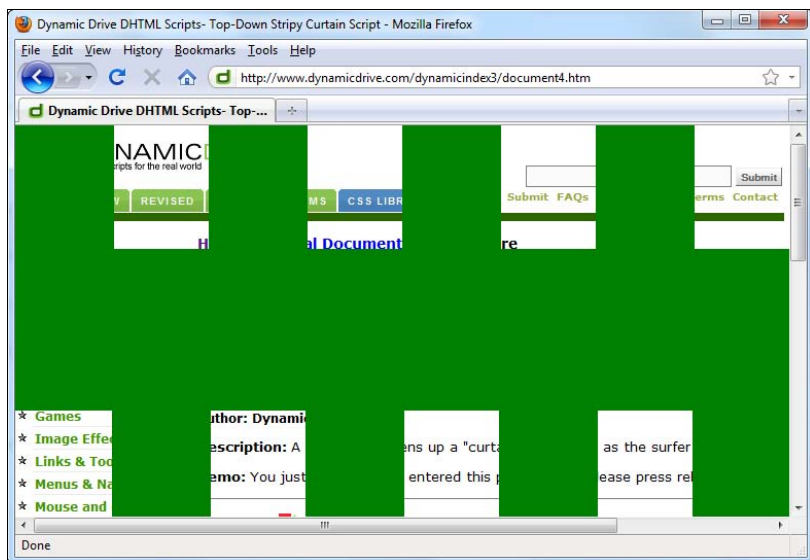 Dynamic Drive DHTML Scripts- Top-Down Stripy Curtain Script - Mozilla Firefox
File Edit View History Bookmarks Tools Help
http://www.dynamicdrive.com/dynamicindex3/document4.htm
Dynamic Drive DHTML Scripts- Top-...
NAMIC
ripts for the real world
Submit
REVISED MS CSS LIBR Submit FAQs erms Contact
H al Document re
Games uthor: Dynami
Image Effec escription: A ens up a "curta as the surfer
Links & Too
Menus & Na emo: You just entered this p ease press rel
Mouse and
Done